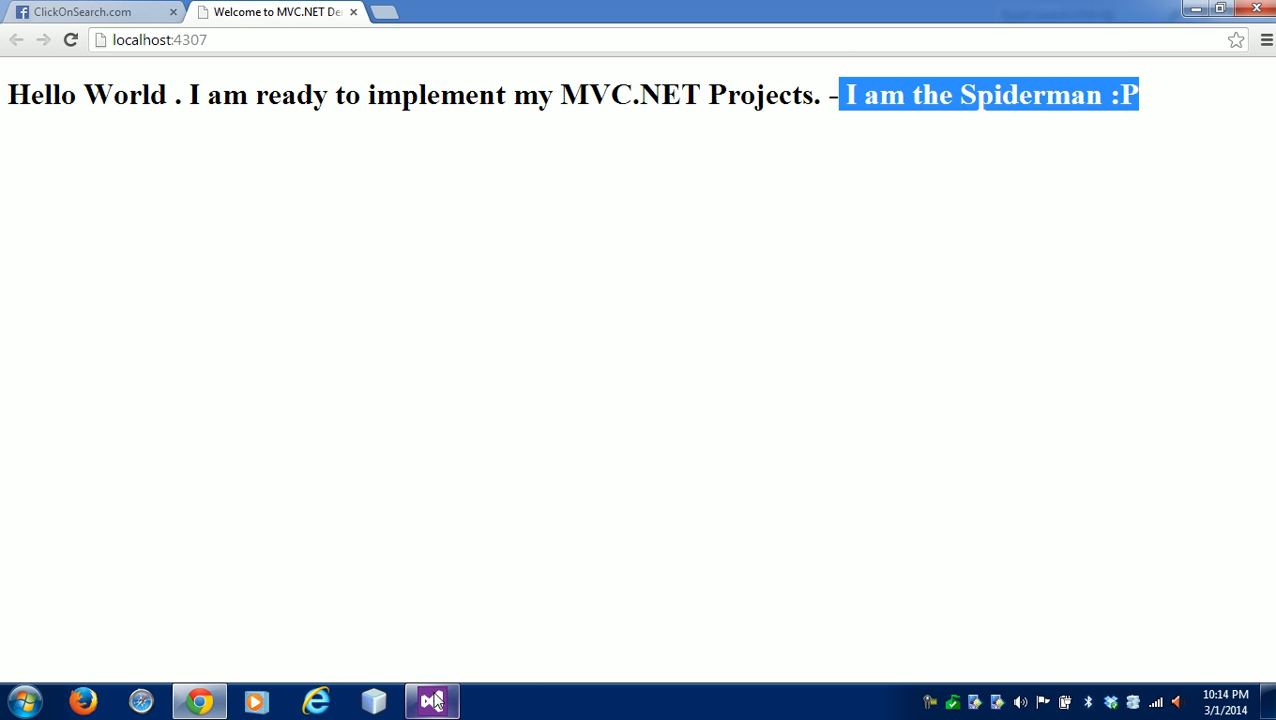 ClickOnSearch.com
Welcome to MVC.NET De
localhost:4307
Hello World . I am ready to implement my MVC.NET Projects. - I am the Spiderman :P
10:14 PM
3/1/2014